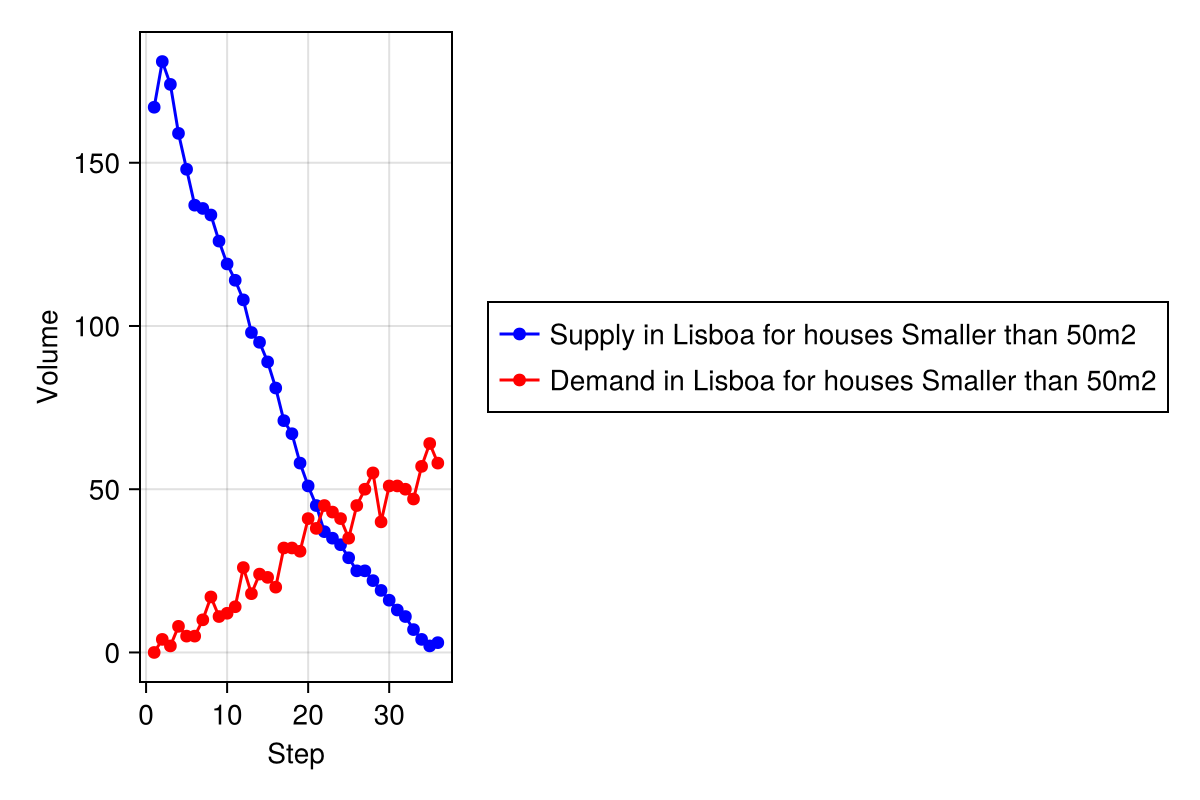 150
100
50
0
Volume
0 10 20 30
Step
Supply in Lisboa for houses Smaller than 50m2
Demand in Lisboa for houses Smaller than 50m2